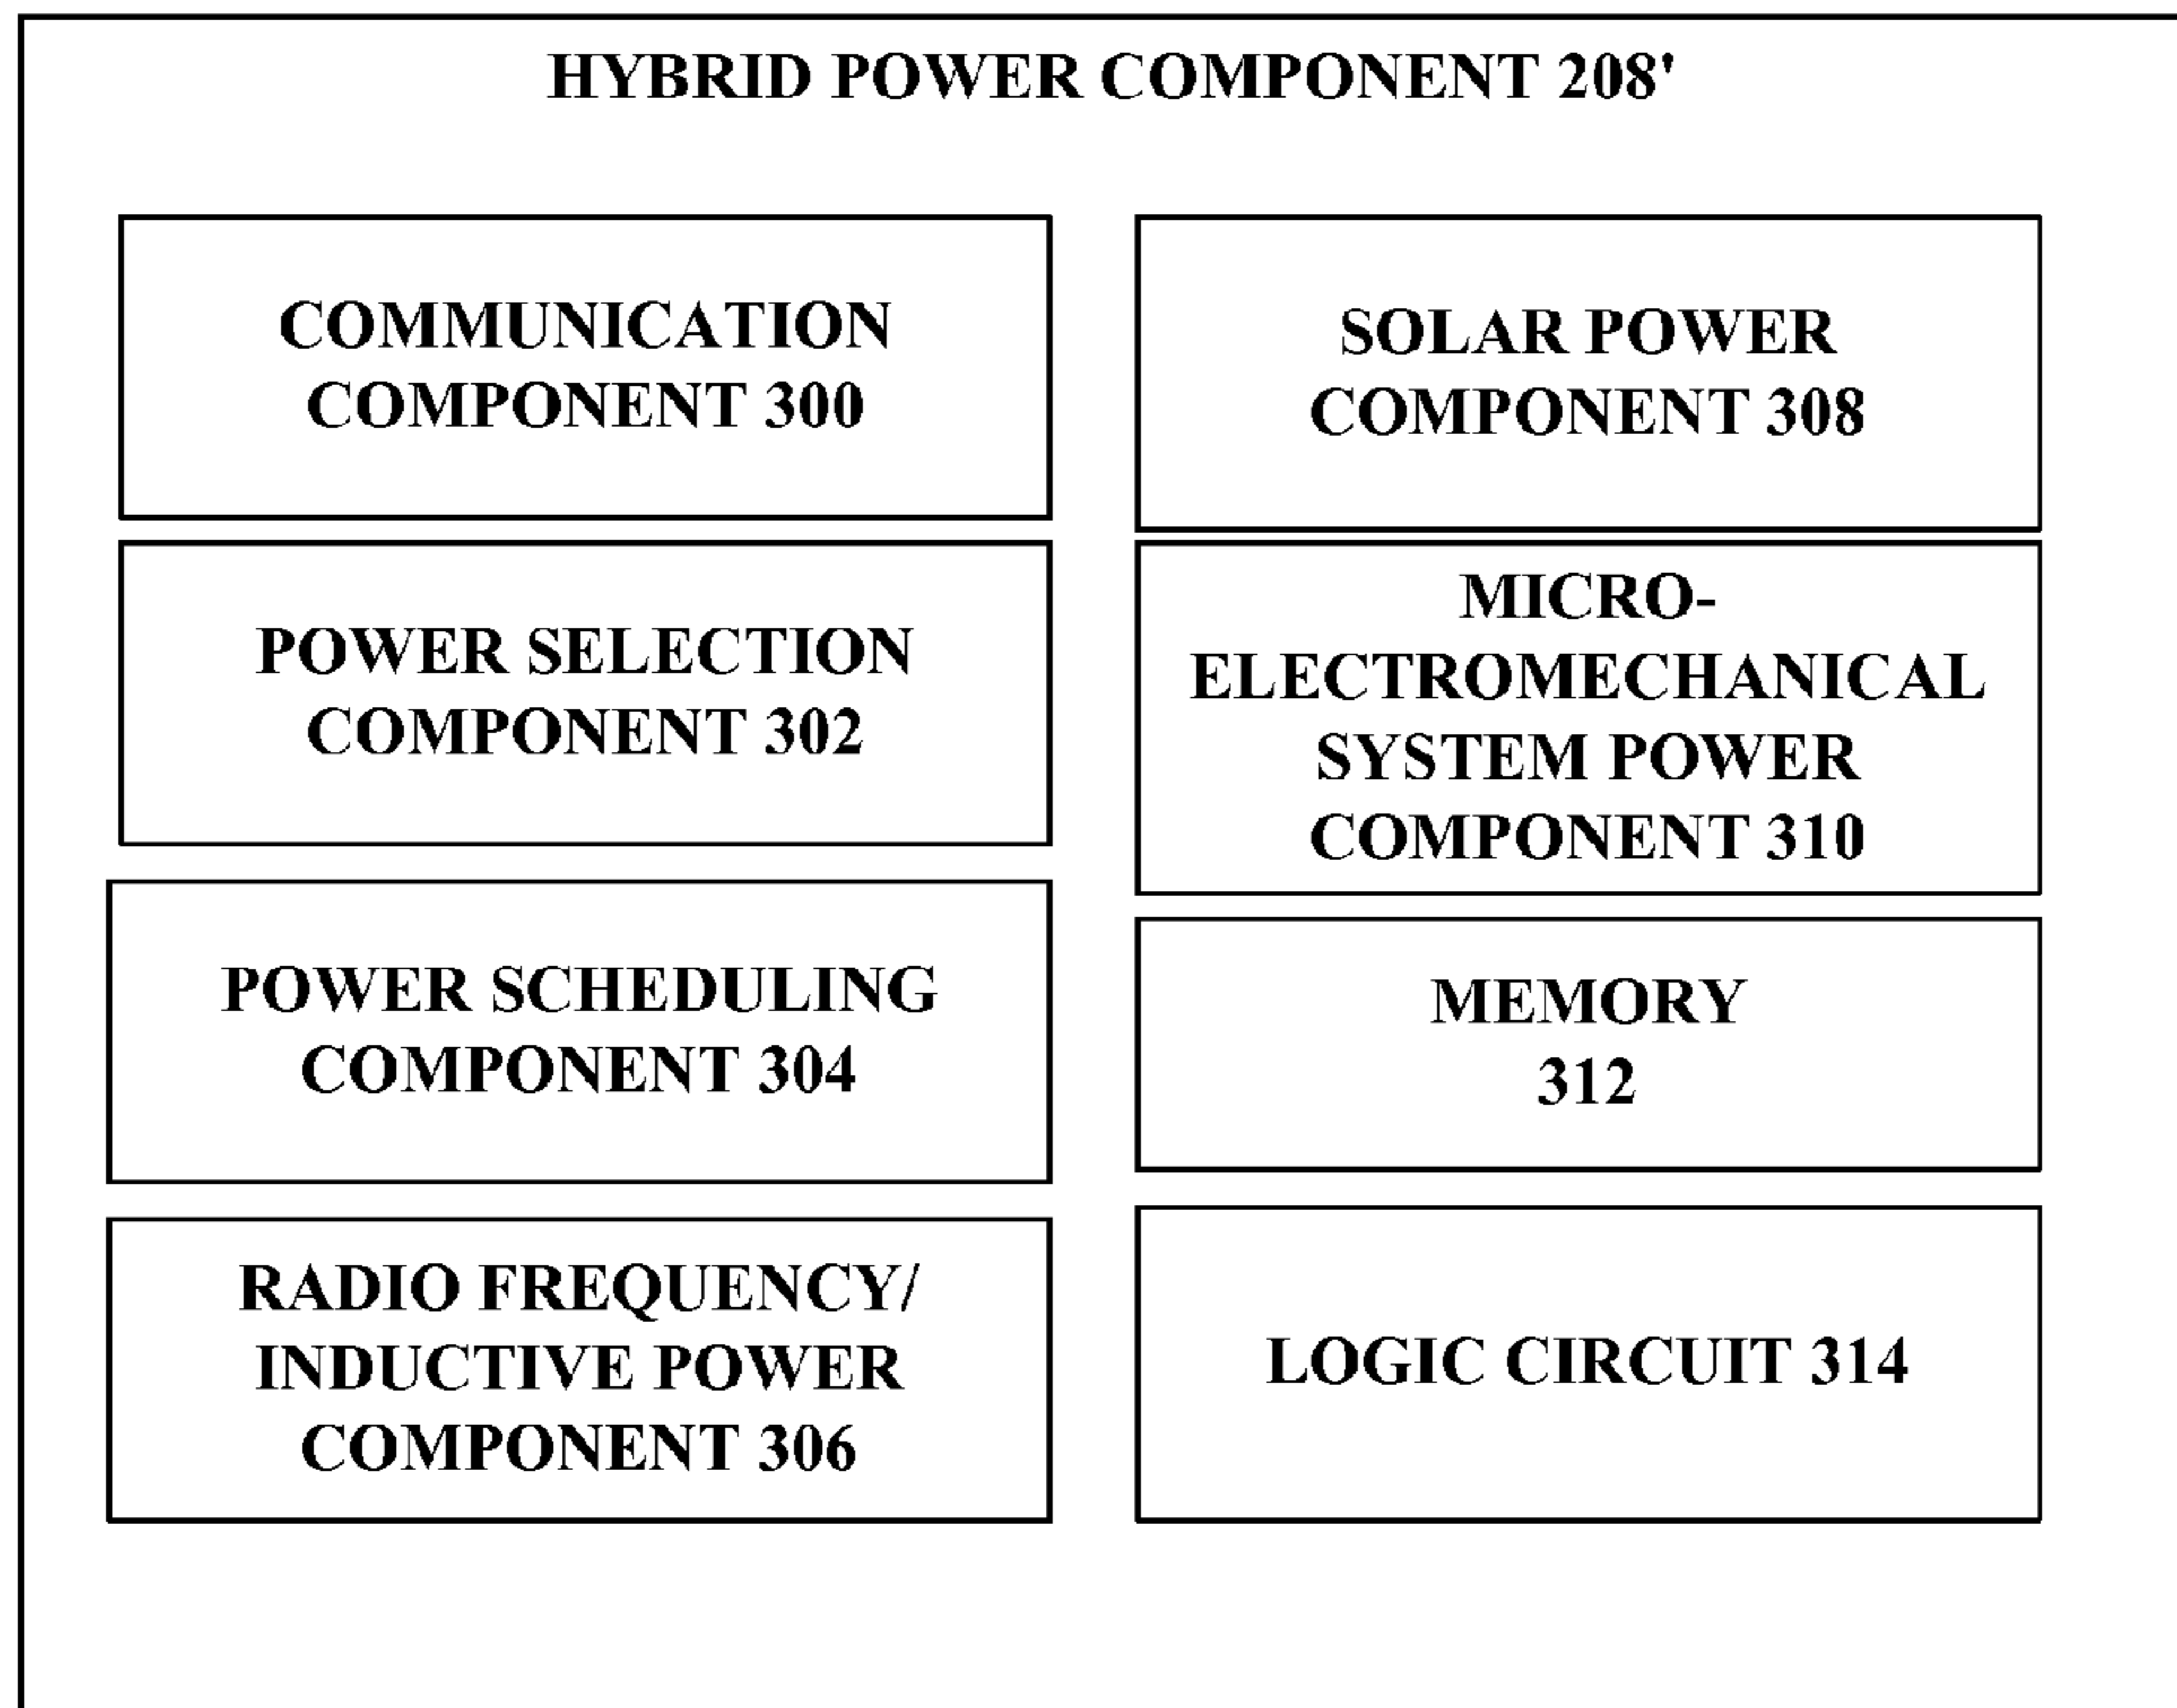 HYBRID POWER COMPONENT 208'
COMMUNICATION
COMPONENT 300
POWER SELECTION
COMPONENT 302
POWER SCHEDULING
COMPONENT 304
RADIO FREQUENCY/
INDUCTIVE POWER
COMPONENT 306
SOLAR POWER
COMPONENT 308
MICRO-
ELECTROMECHANICAL
SYSTEM POWER
COMPONENT 310
MEMORY
312
LOGIC CIRCUIT 314